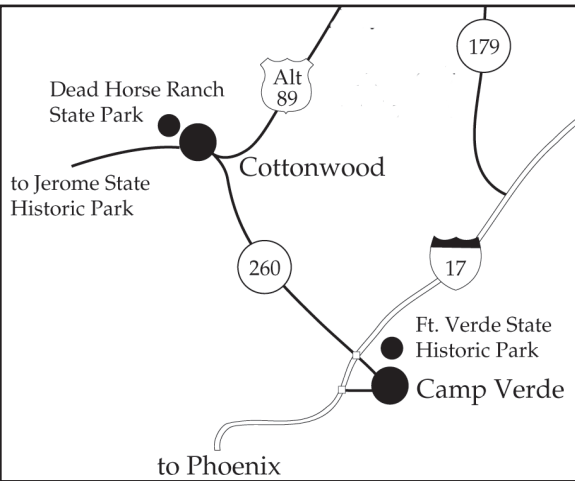 179
Alt
89
Dead Horse Ranch
State Park
Cottonwood
to Jerome State
Historic Park
260
17
Ft. Verde State
Historic Park
Camp Verde
to Phoenix